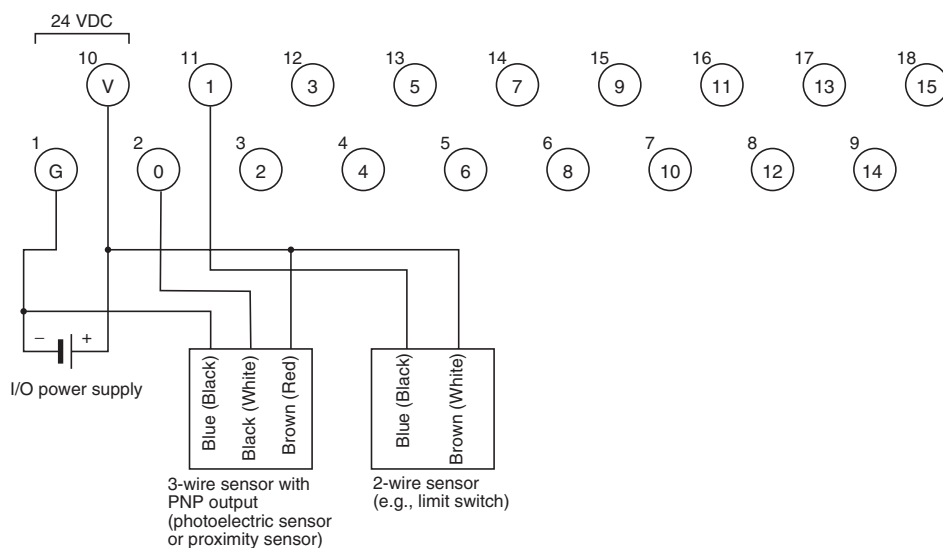 24 VDC
10 11 12 13 14 15 16 17 18
V 1 3 5 7 9 11 13 15
1 2 3 4 5 6 7 8 9
G 0 2 4 6 8 10 12 14
– +
I/O power supply
Blue (Black)
Black (White)
Brown (Red)
Blue (Black)
Brown (White)
3-wire sensor with
PNP output
(photoelectric sensor
or proximity sensor)
2-wire sensor
(e.g., limit switch)